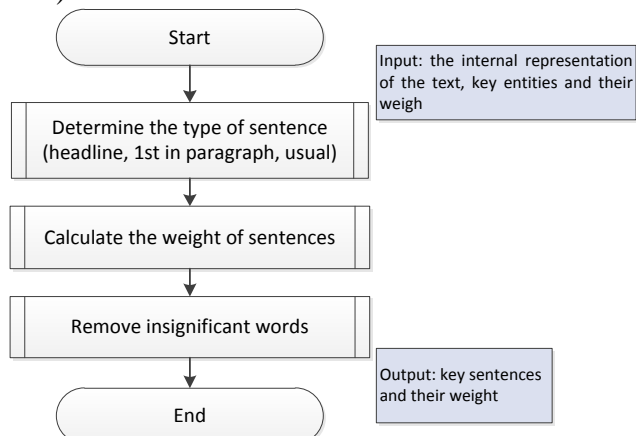 Start
Input: the internal representation
of the text, key entities and their
weigh
Determine the type of sentence
(headline, 1st in paragraph, usual)
Calculate the weight of sentences
Remove insignificant words
Output: key sentences
and their weight
End